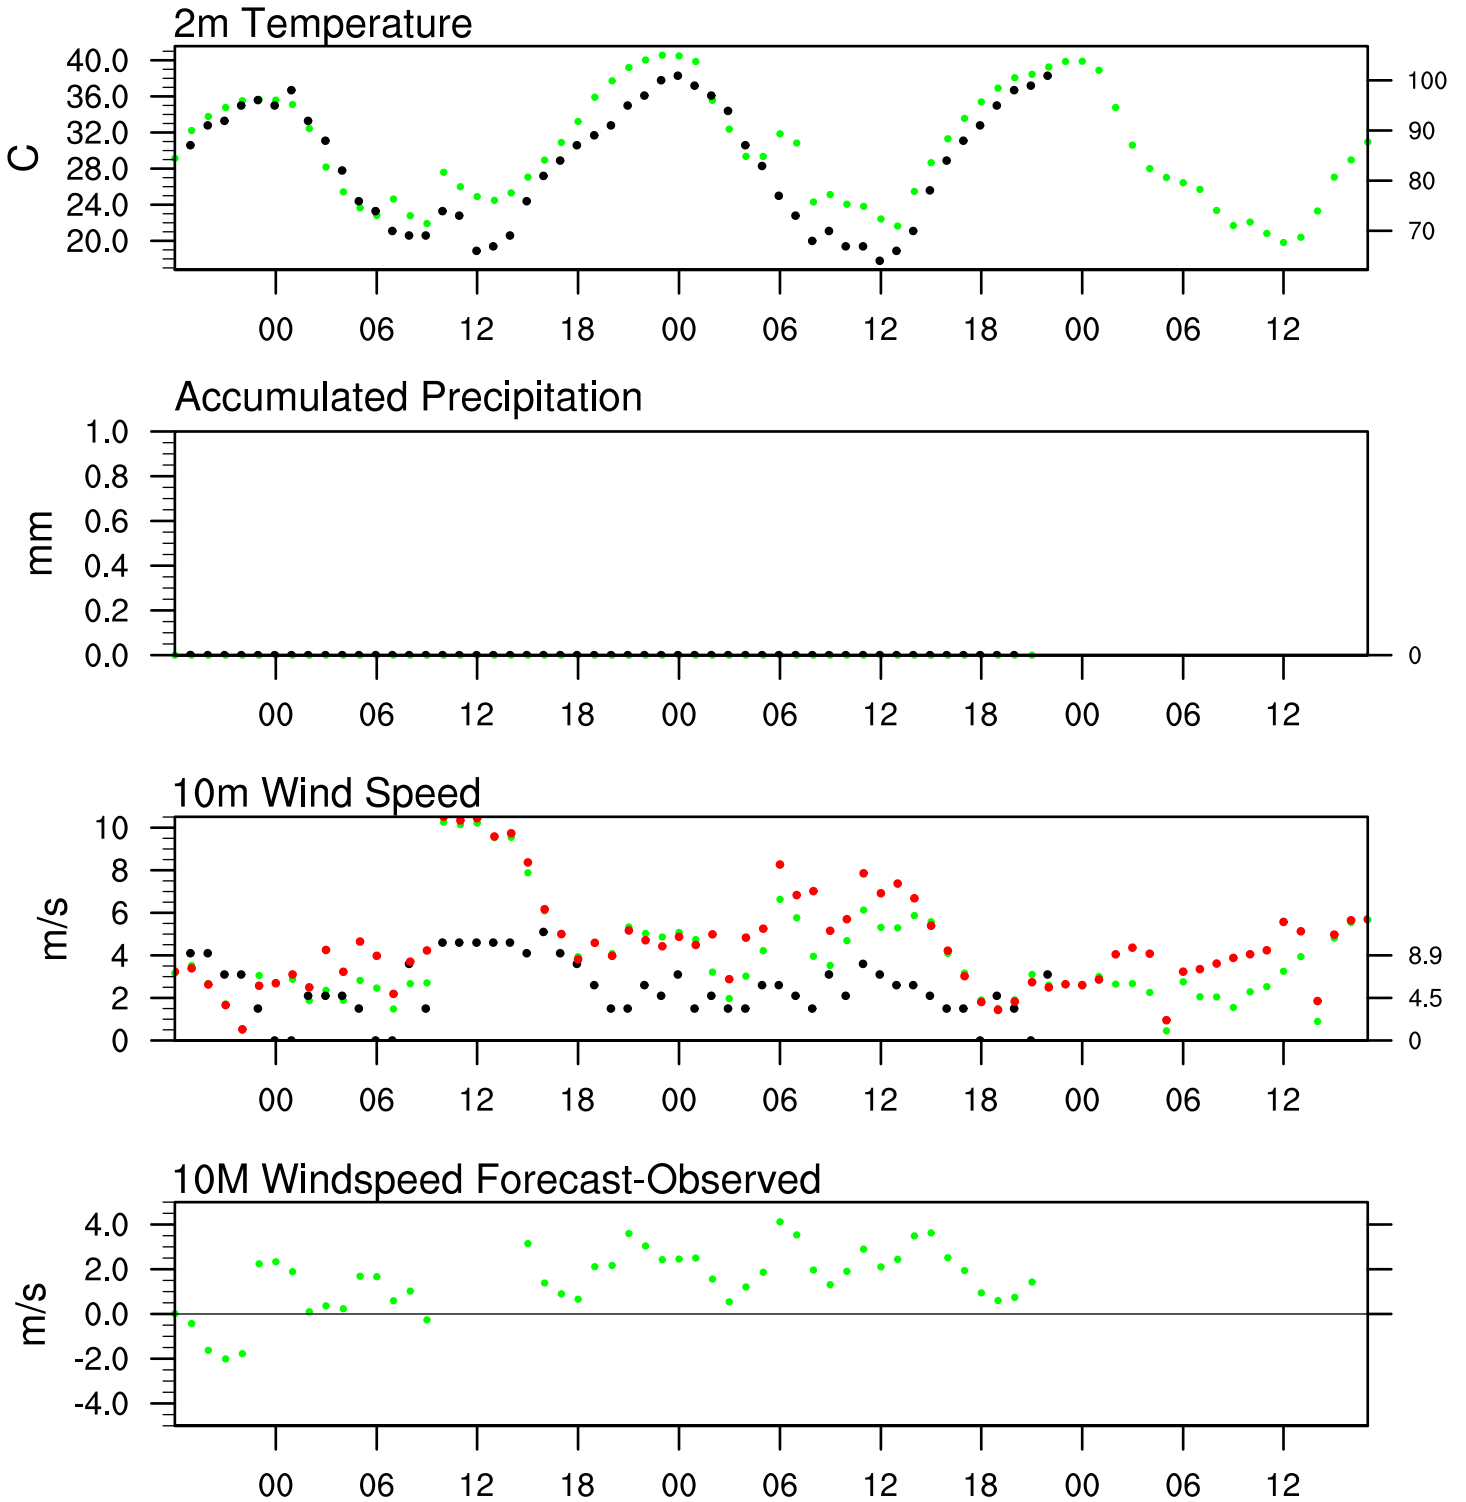 2m Temperature
40.0
36.0
32.0
28.0
24.0
20.0
C
100
90
80
70
00 06 12 18 00 06 12 18 00 06 12
Accumulated Precipitation
1.0
0.8
0.6
0.4
0.2
0.0
mm
0
00 06 12 18 00 06 12 18 00 06 12
10m Wind Speed
10
8
6
4
2
0
m/s
8.9
4.5
0
00 06 12 18 00 06 12 18 00 06 12
10M Windspeed Forecast-Observed
4.0
2.0
0.0
-2.0
-4.0
m/s
00 06 12 18 00 06 12 18 00 06 12